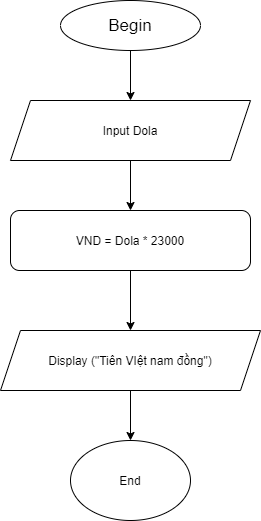 Begin
Input Dola
VND = Dola * 23000
Display ("Tiên VIệt nam đồng")
End